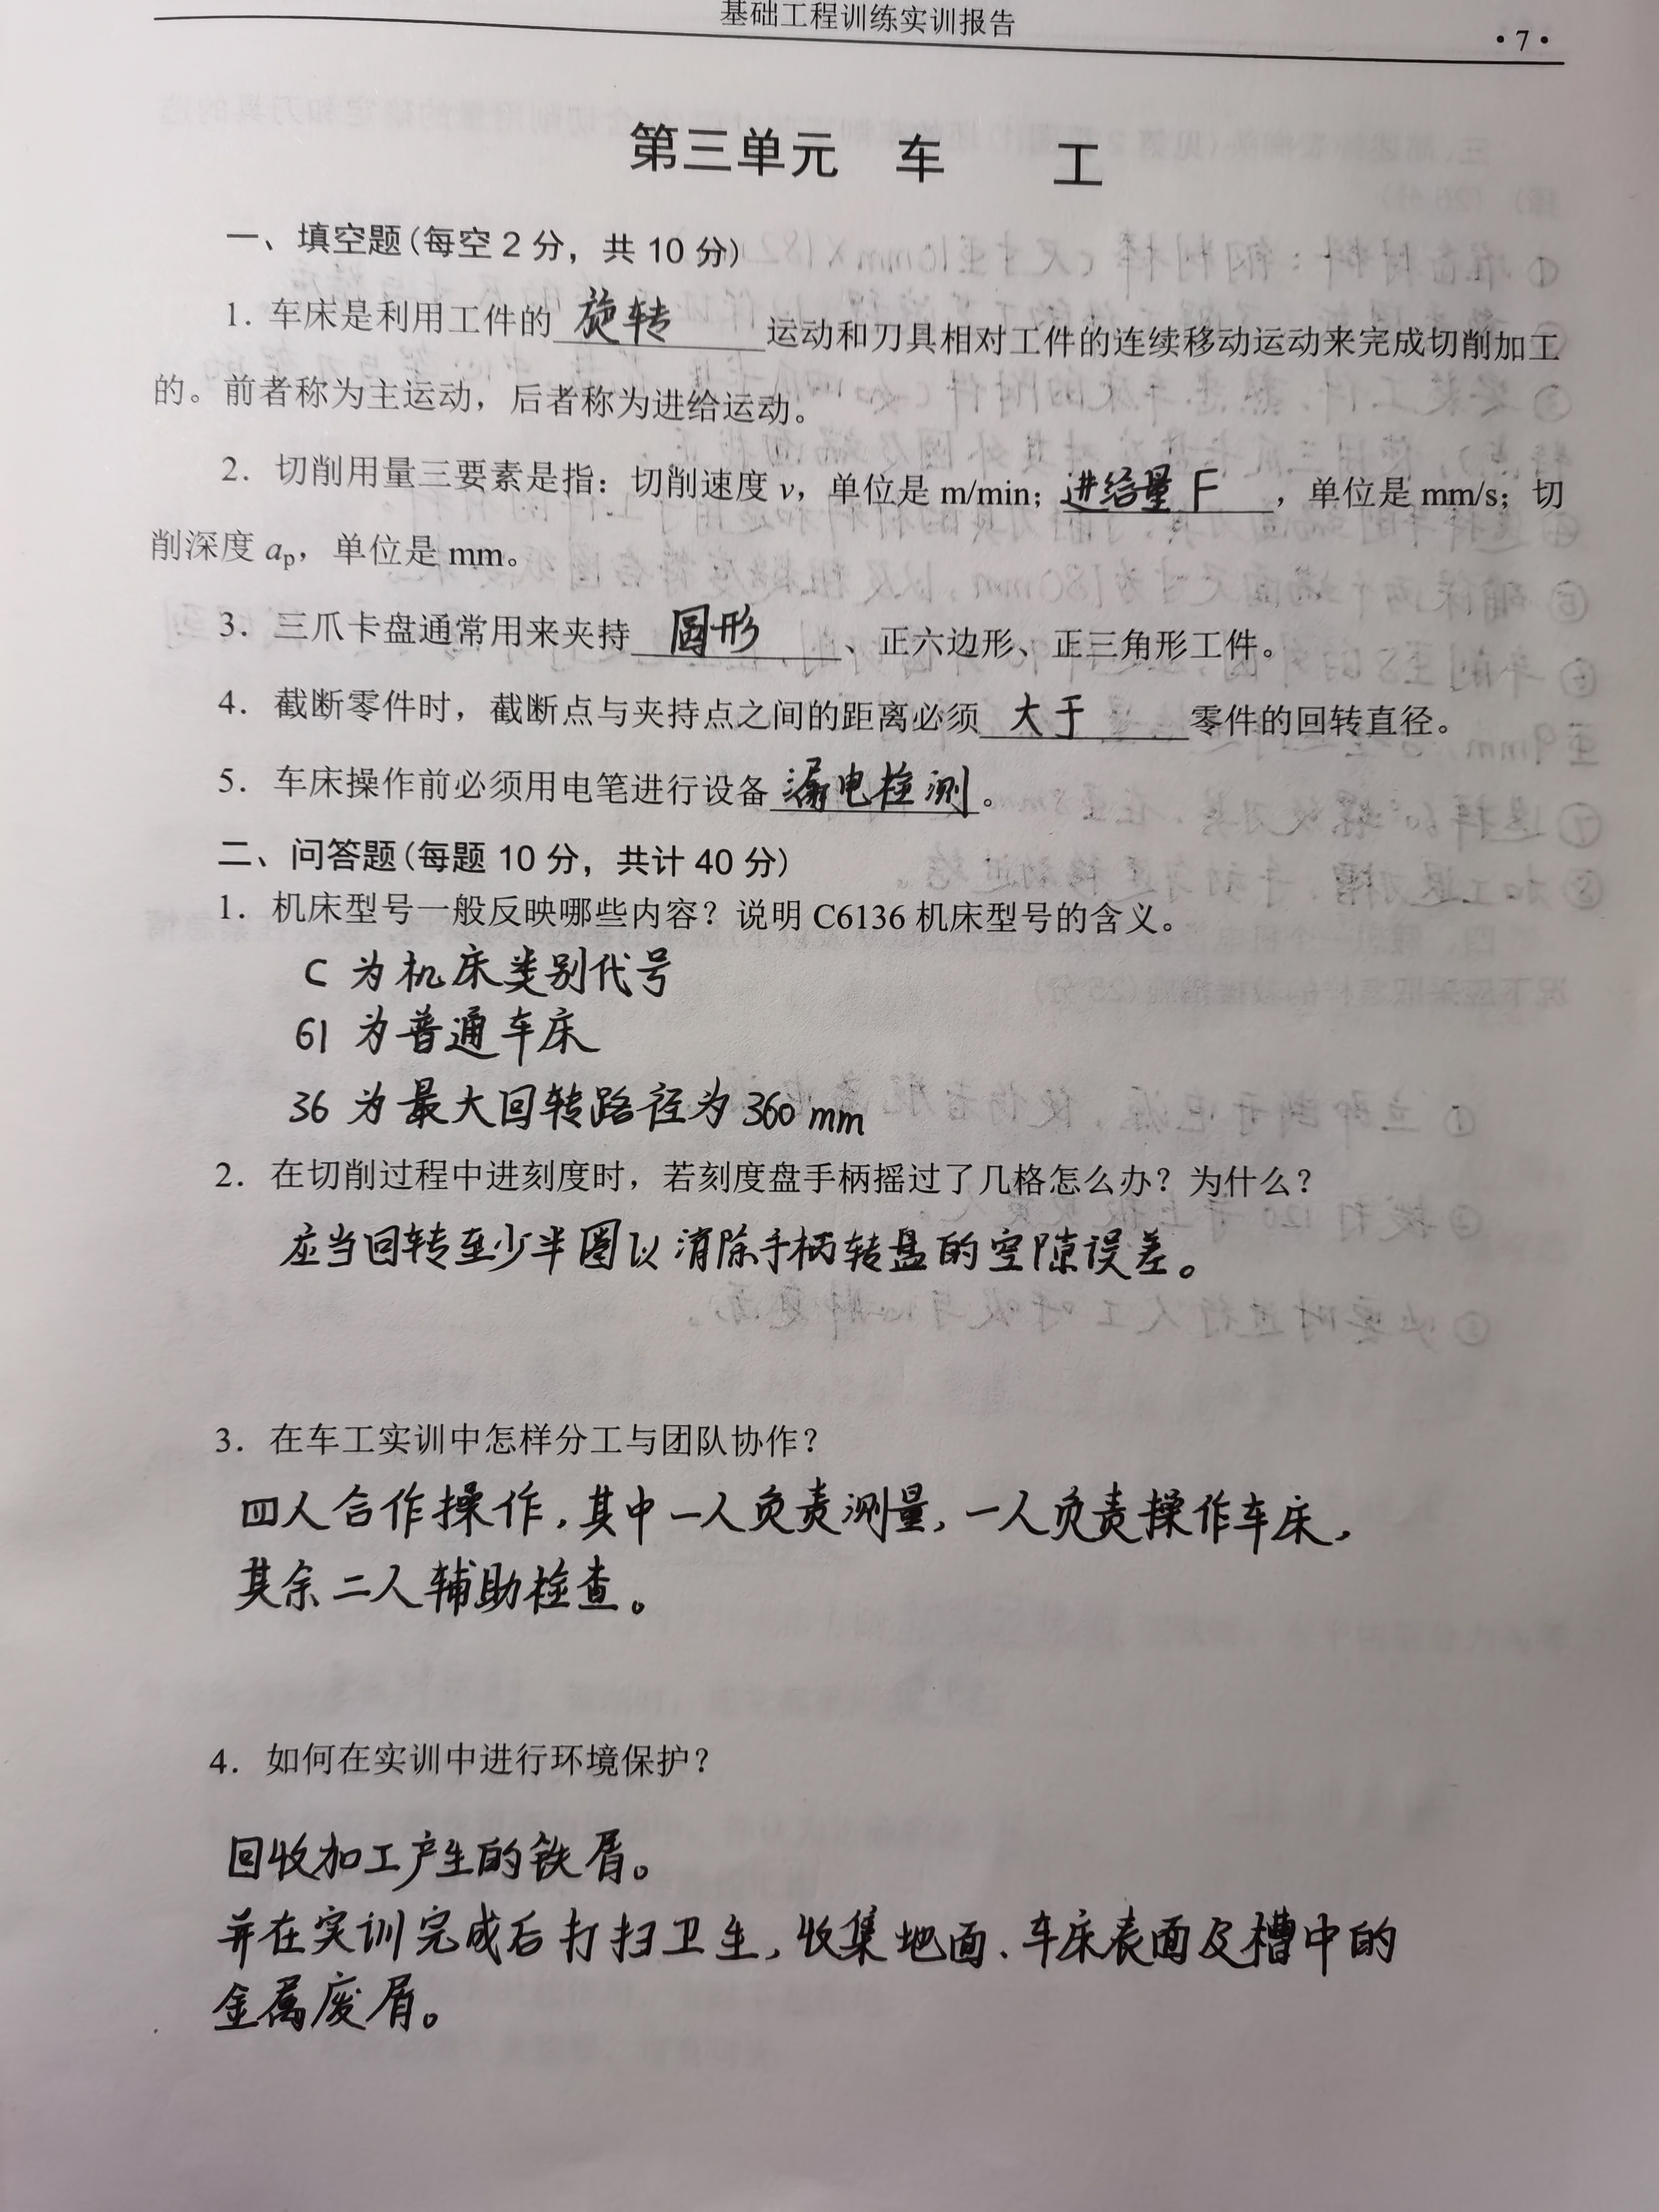 基础工程训练实训报告
·7·
第三单元 车 工
一、填空题(每空2分，共10分)
1. 车床是利用工件的 旋转 运动和刀具相对工件的连续移动运动来完成切削加工
的。前者称为主运动，后者称为进给运动。
2. 切削用量三要素是指：切削速度 v，单位是 m/min；进给量 F，单位是 mm/s；切
削深度 ap，单位是 mm。
3. 三爪卡盘通常用来夹持 圆形 、正六边形、正三角形工件。
4. 截断零件时，截断点与夹持点之间的距离必须 大于 零件的回转直径。
5. 车床操作前必须用电笔进行设备 漏电检测。
二、问答题(每题10分，共计40分)
1. 机床型号一般反映哪些内容？说明 C6136 机床型号的含义。
C 为机床类别代号
61 为普通车床
36 为最大回转路径为 360 mm
2. 在切削过程中进刻度时，若刻度盘手柄摇过了几格怎么办？为什么？
应当回转至少半圈以消除手柄转盘的空隙误差。
3. 在车工实训中怎样分工与团队协作？
四人合作操作，其中一人负责测量，一人负责操作车床，
其余二人辅助检查。
4. 如何在实训中进行环境保护？
回收加工产生的铁屑。
并在实训完成后打扫卫生，收集地面、车床表面及槽中的
金属废屑。